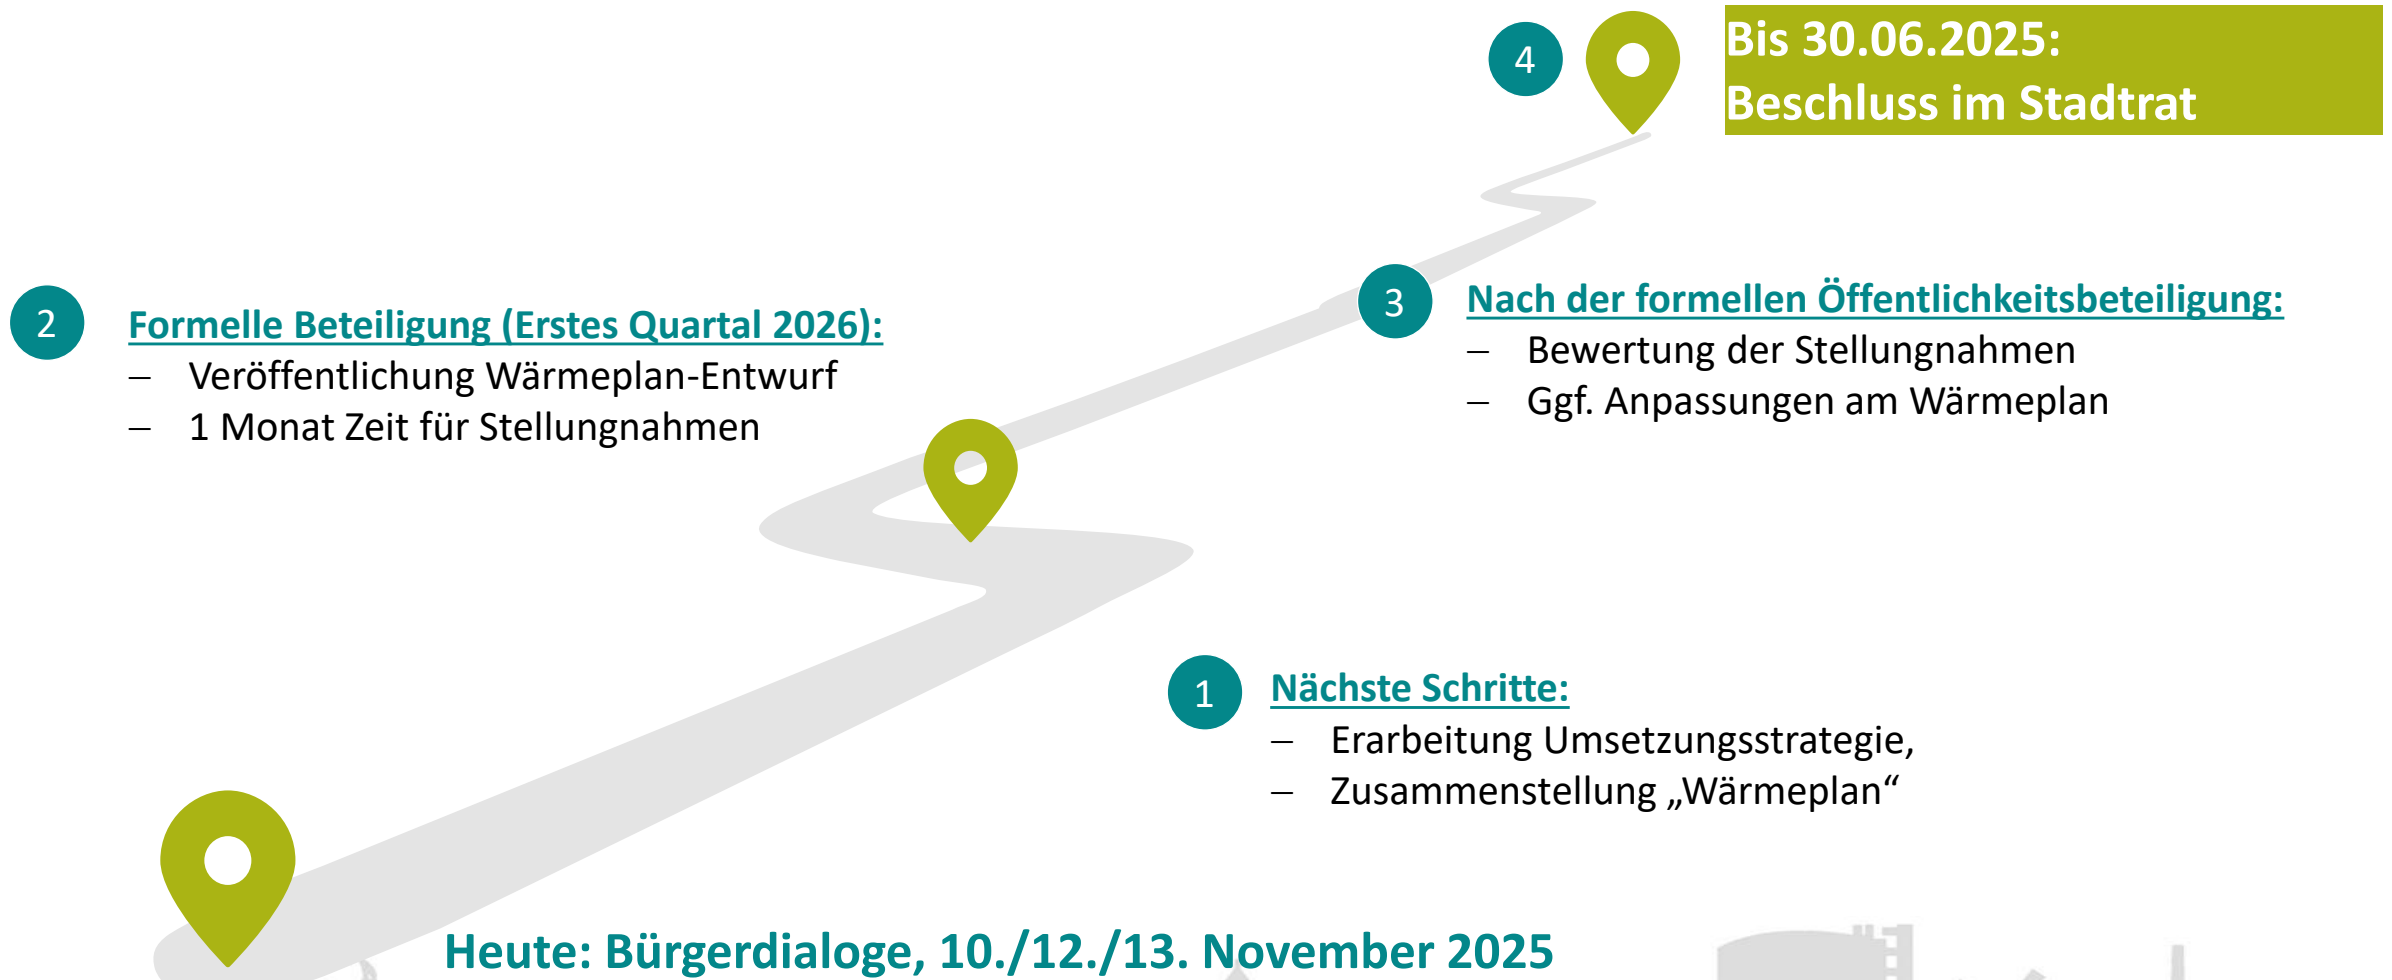 4
Bis 30.06.2025:
Beschluss im Stadtrat
2
Formelle Beteiligung (Erstes Quartal 2026):
– Veröffentlichung Wärmeplan-Entwurf
– 1 Monat Zeit für Stellungnahmen
3
Nach der formellen Öffentlichkeitsbeteiligung:
– Bewertung der Stellungnahmen
– Ggf. Anpassungen am Wärmeplan
1
Nächste Schritte:
– Erarbeitung Umsetzungsstrategie,
– Zusammenstellung „Wärmeplan“
Heute: Bürgerdialoge, 10./12./13. November 2025